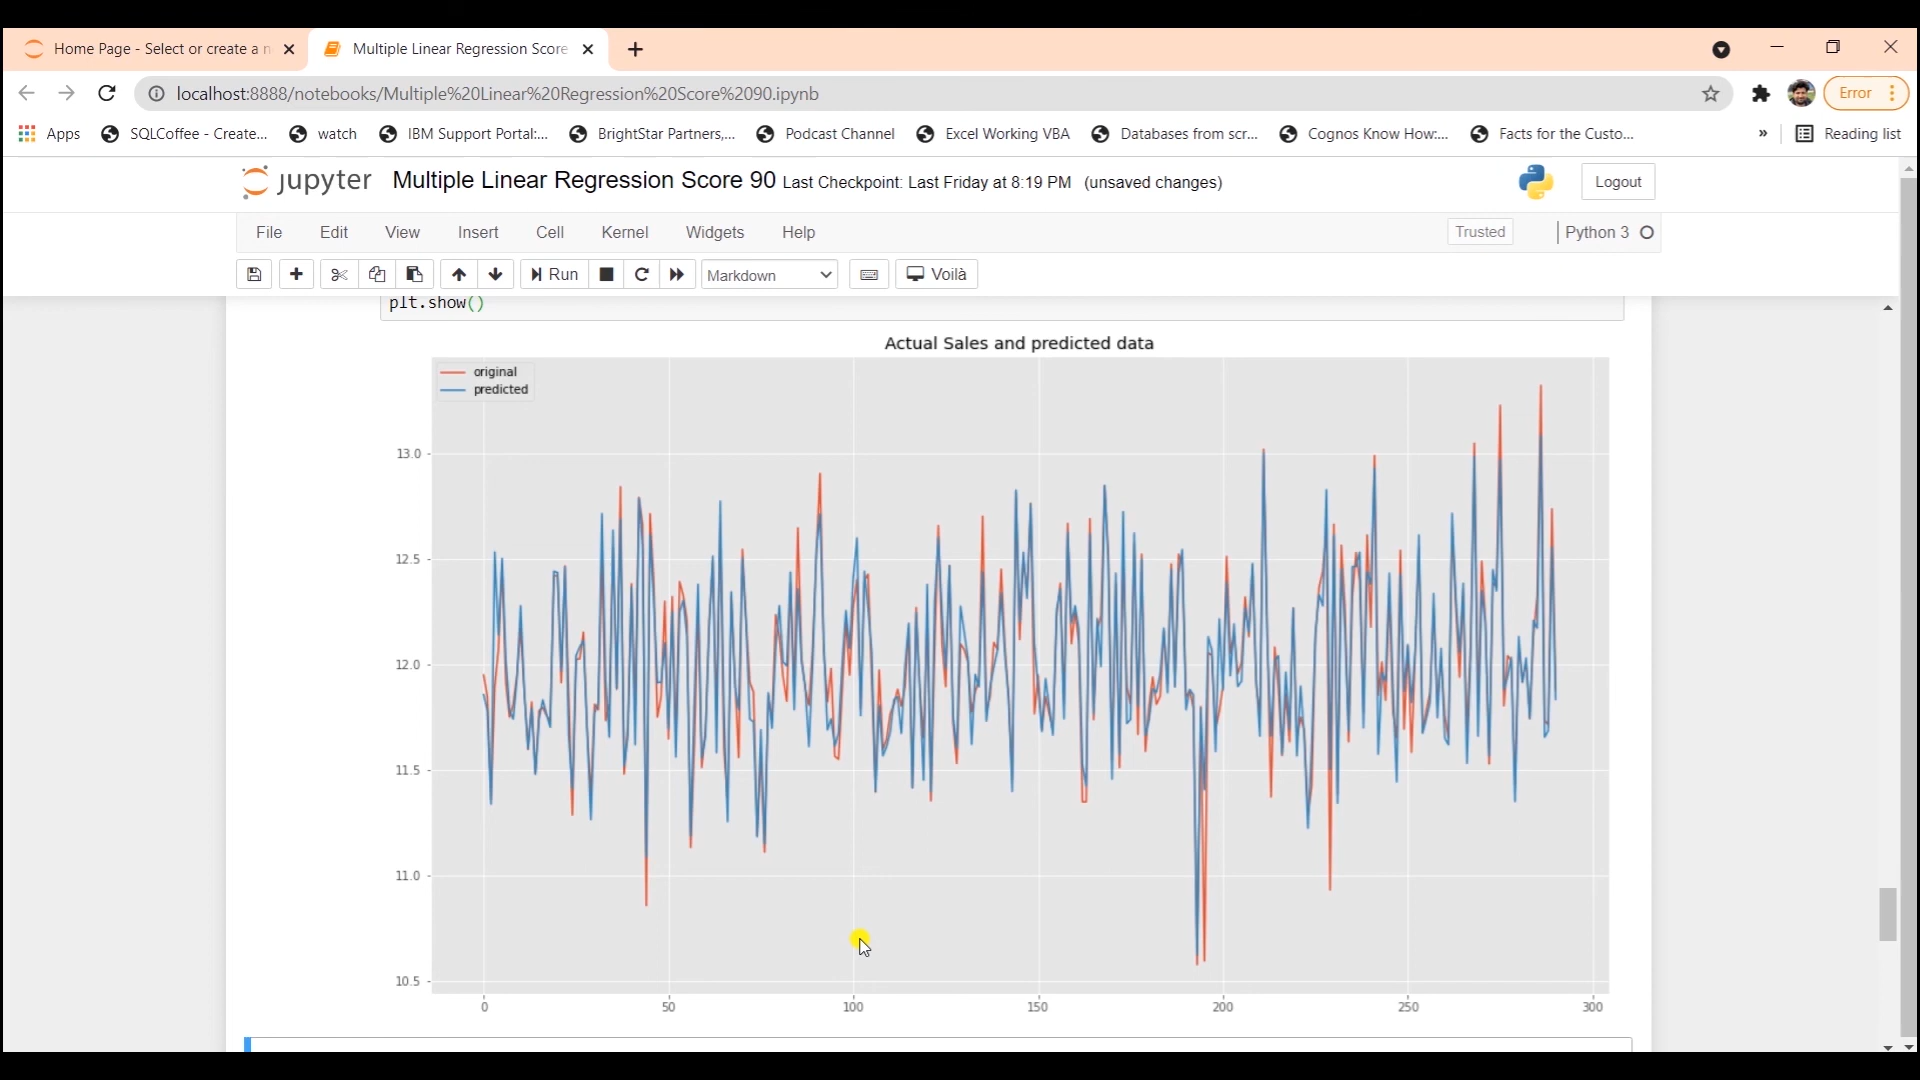 Home Page - Select or create a n
Multiple Linear Regression Score
localhost:8888/notebooks/Multiple%20Linear%20Regression%20Score%2090.ipynb
Error
Apps
SQLCoffee - Create...
watch
IBM Support Portal:...
BrightStar Partners,...
Podcast Channel
Excel Working VBA
Databases from scr...
Cognos Know How:...
Facts for the Custo...
»
Reading list
jupyter
Multiple Linear Regression Score 90
Last Checkpoint: Last Friday at 8:19 PM
(unsaved changes)
Logout
File
Edit
View
Insert
Cell
Kernel
Widgets
Help
Trusted
Python 3
Run
Markdown
Voilà
plt.show()
Actual Sales and predicted data
original
predicted
13.0
12.5
12.0
11.5
11.0
10.5
0
50
100
150
200
250
300